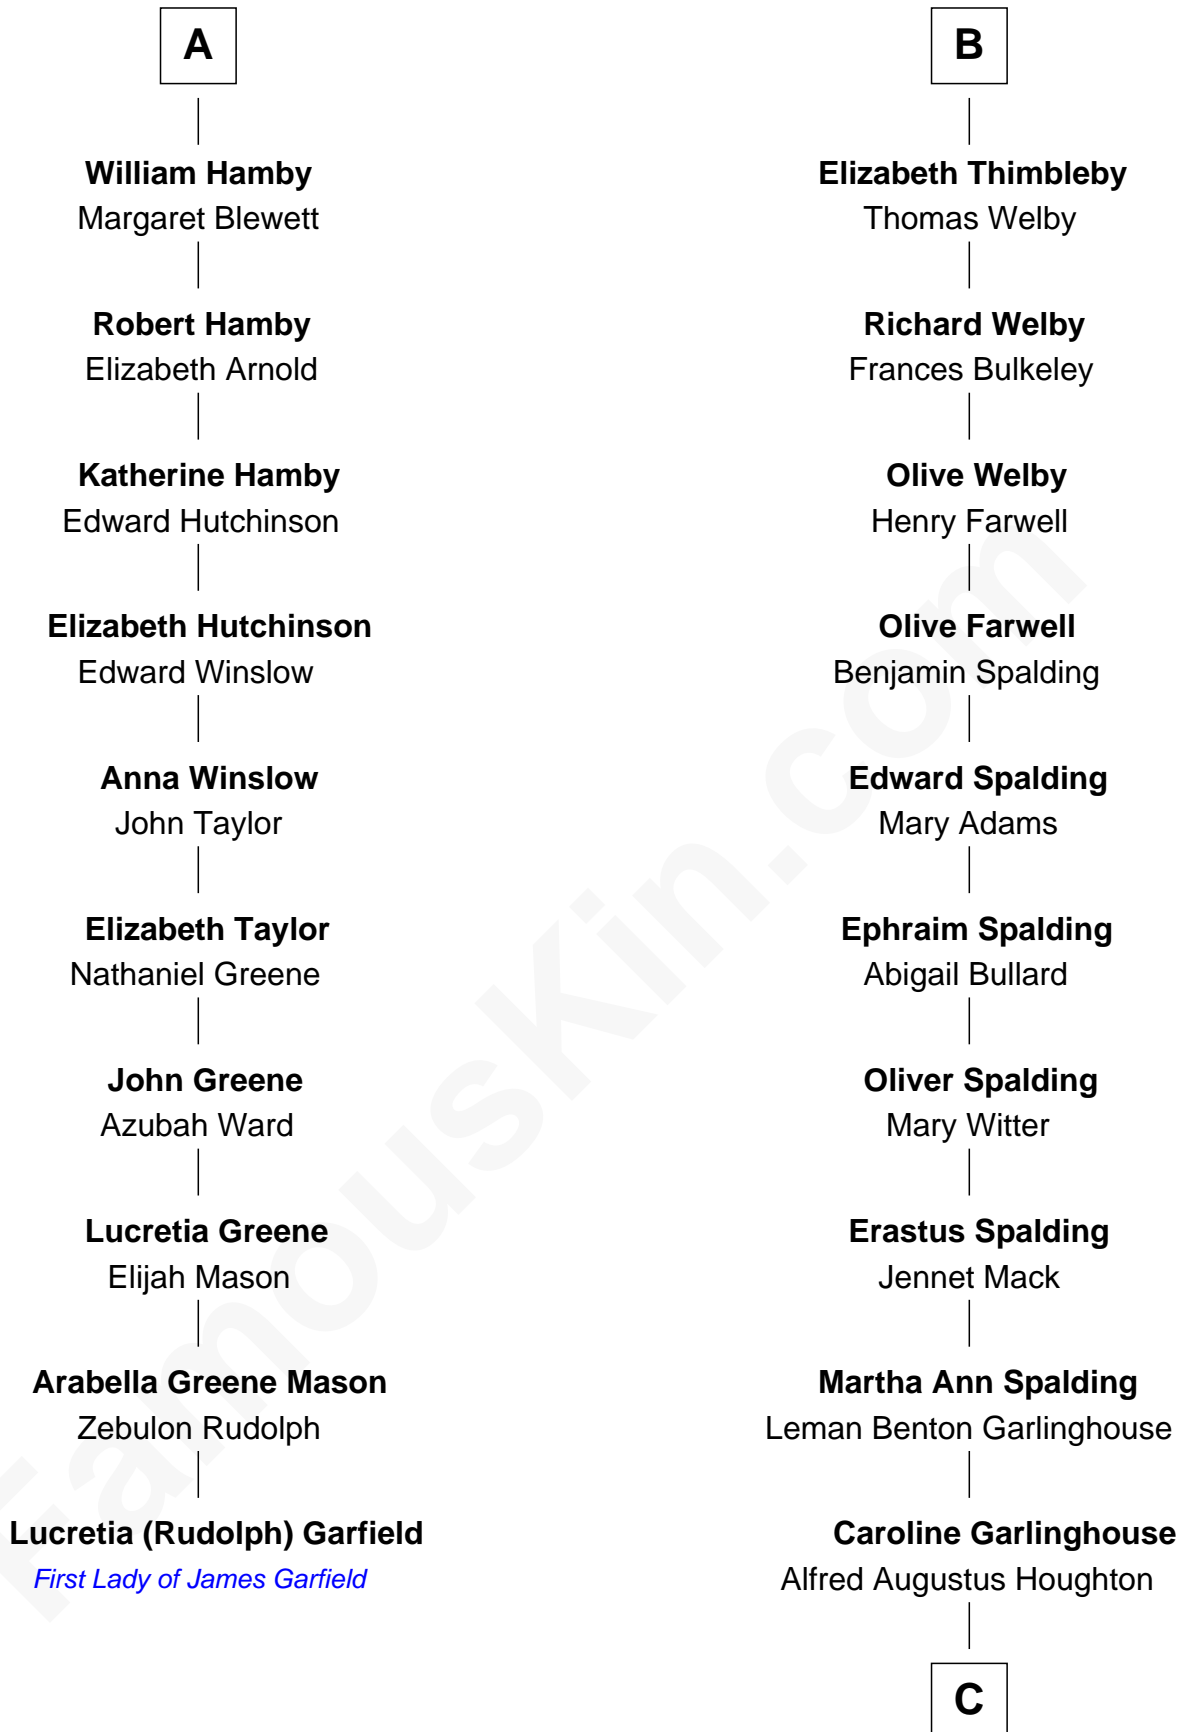 A
William Hamby
Margaret Blewett
Robert Hamby
Elizabeth Arnold
Katherine Hamby
Edward Hutchinson
Elizabeth Hutchinson
Edward Winslow
Anna Winslow
John Taylor
Elizabeth Taylor
Nathaniel Greene
John Greene
Azubah Ward
Lucretia Greene
Elijah Mason
Arabella Greene Mason
Zebulon Rudolph
Lucretia (Rudolph) Garfield
First Lady of James Garfield
B
Elizabeth Thimbleby
Thomas Welby
Richard Welby
Frances Bulkeley
Olive Welby
Henry Farwell
Olive Farwell
Benjamin Spalding
Edward Spalding
Mary Adams
Ephraim Spalding
Abigail Bullard
Oliver Spalding
Mary Witter
Erastus Spalding
Jennet Mack
Martha Ann Spalding
Leman Benton Garlinghouse
Caroline Garlinghouse
Alfred Augustus Houghton
C
FamousKin.com